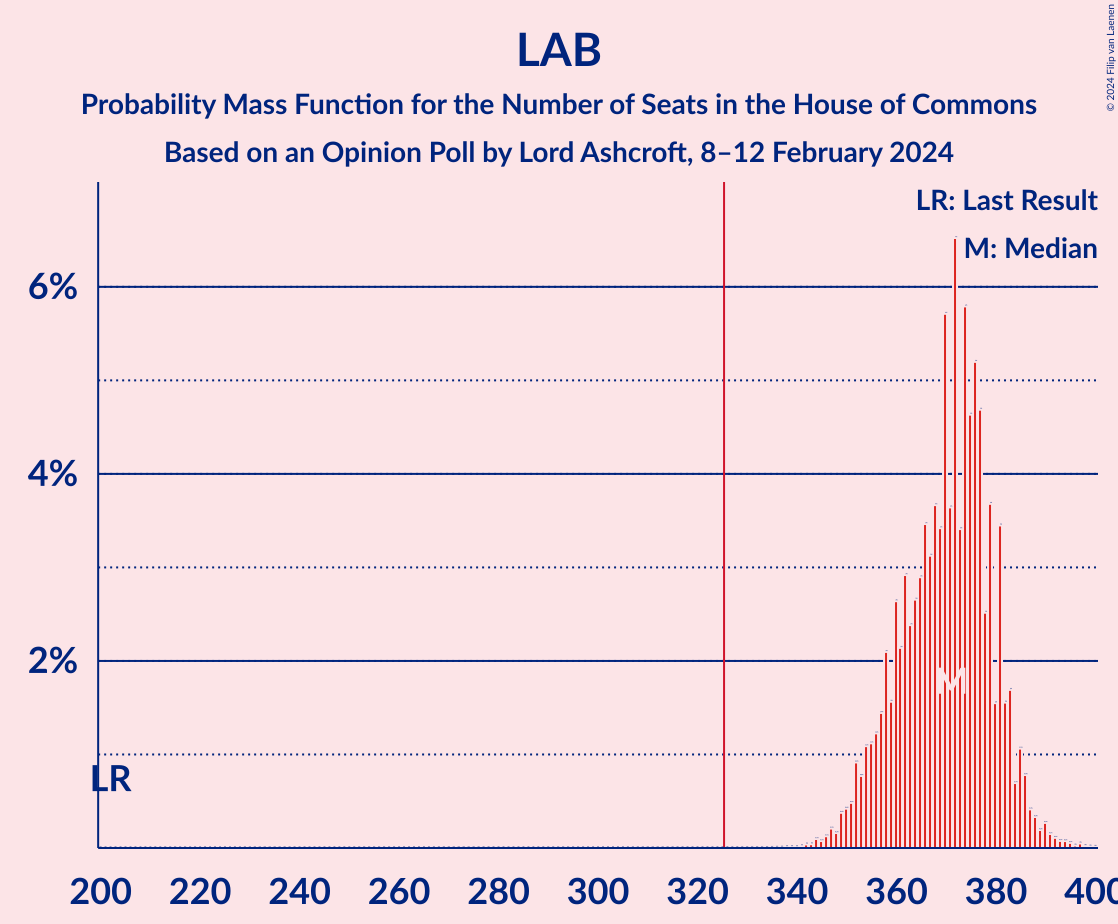 LAB
Probability Mass Function for the Number of Seats in the House of Commons
Based on an Opinion Poll by Lord Ashcroft, 8–12 February 2024
© 2024 Filip van Laenen
LR: Last Result
M: Median
6%
4%
2%
M
LR
200 220 240 260 280 300 320 340 360 380 400